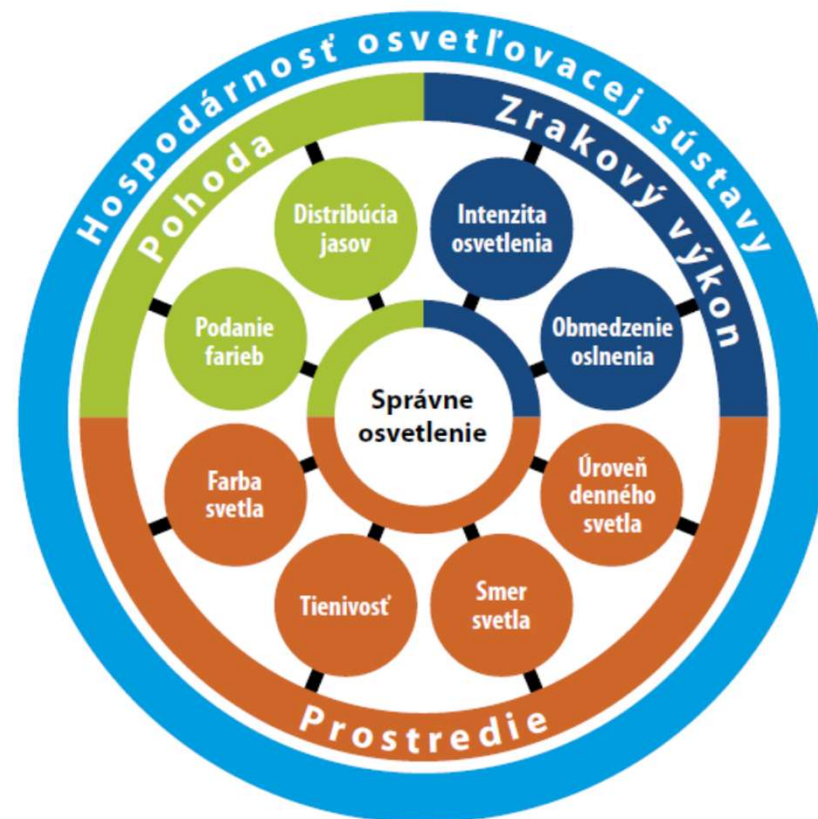 Hospodárnosť osvetľovacej sústavy
Pohoda
Zrakový výkon
Distribúcia
jasov
Intenzita
osvetlenia
Podanie
farieb
Obmedzenie
oslnenia
Správne
osvetlenie
Farba
svetla
Úroveň
denného
svetla
Tienivosť
Smer
svetla
Prostredie